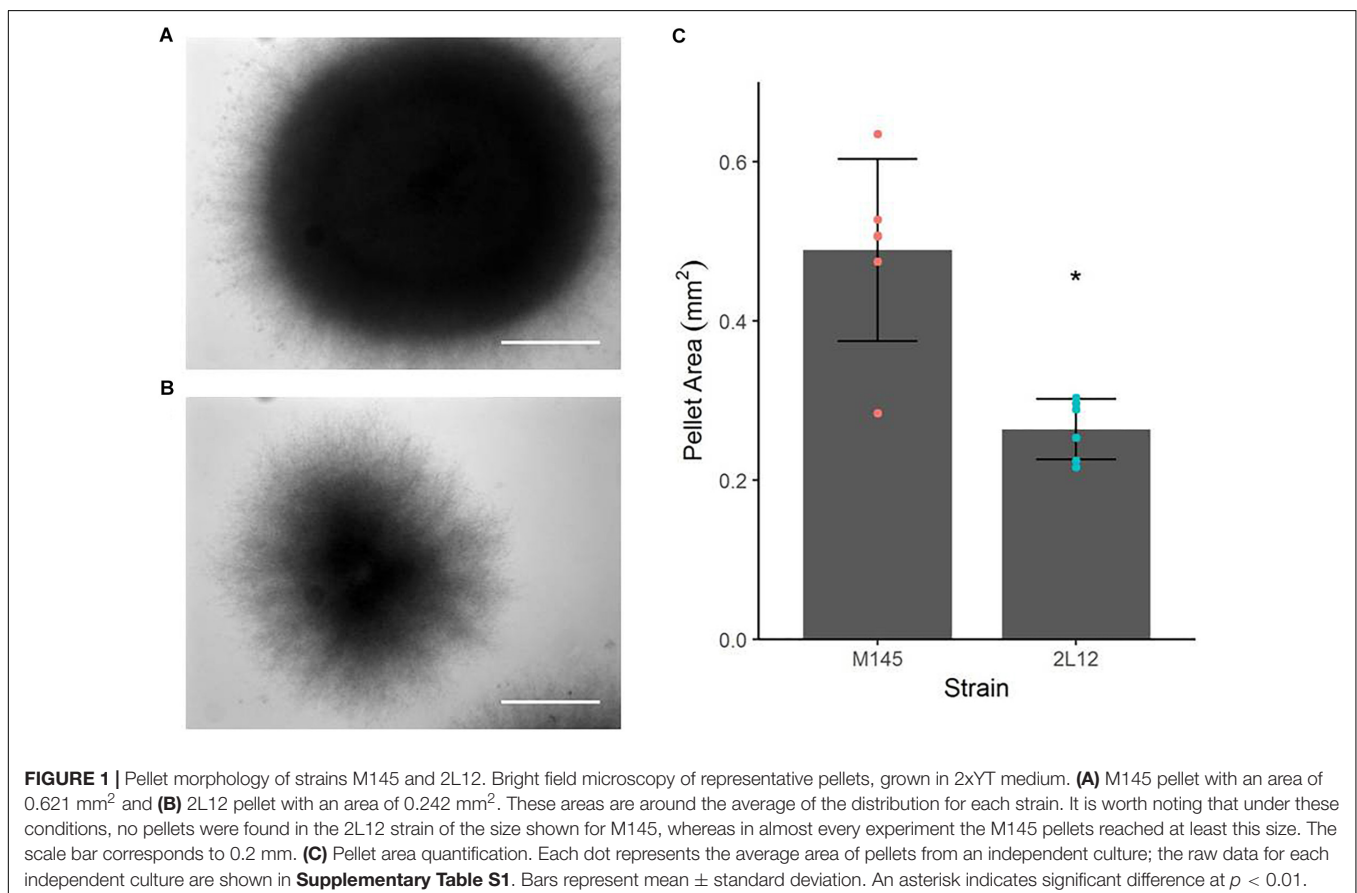 A
B
C
Pellet Area (mm²)
0.6
0.4
0.2
0.0
M145
2L12
*
Strain
FIGURE 1 | Pellet morphology of strains M145 and 2L12. Bright field microscopy of representative pellets, grown in 2xYT medium. (A) M145 pellet with an area of
0.621 mm² and (B) 2L12 pellet with an area of 0.242 mm². These areas are around the average of the distribution for each strain. It is worth noting that under these
conditions, no pellets were found in the 2L12 strain of the size shown for M145, whereas in almost every experiment the M145 pellets reached at least this size. The
scale bar corresponds to 0.2 mm. (C) Pellet area quantification. Each dot represents the average area of pellets from an independent culture; the raw data for each
independent culture are shown in Supplementary Table S1. Bars represent mean ± standard deviation. An asterisk indicates significant difference at p < 0.01.